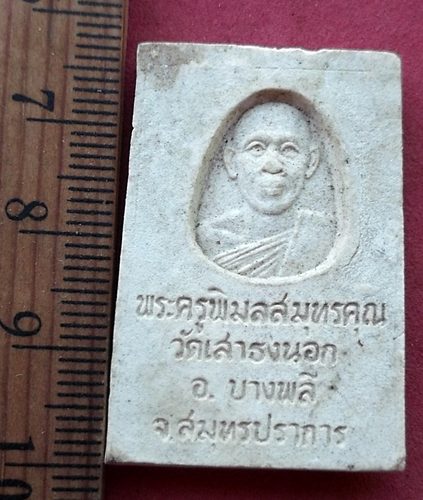 7
8
9
10
พระครูพิมลสมุทรคุณ
วัดเสาธงนอก
อ. บางพลี
จ.สมุทรปราการ